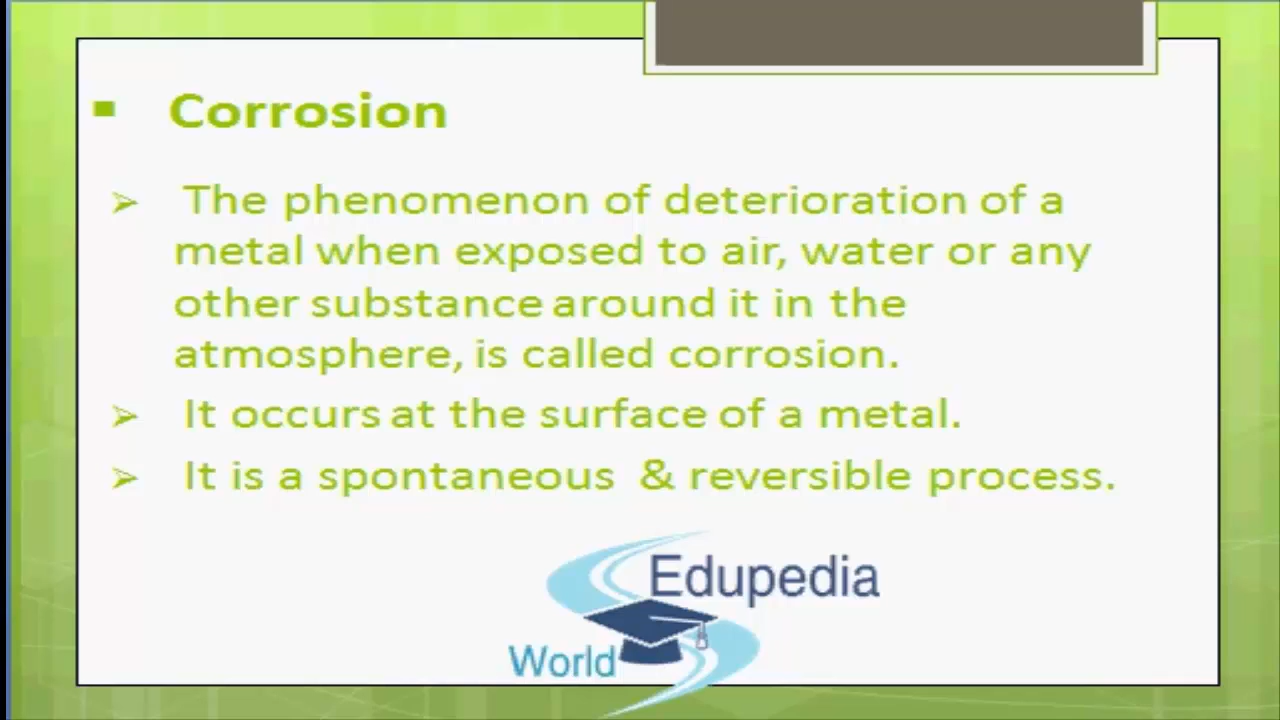 Corrosion
The phenomenon of deterioration of a
metal when exposed to air, water or any
other substance around it in the
atmosphere, is called corrosion.
It occurs at the surface of a metal.
It is a spontaneous & reversible process.
Edupedia
World